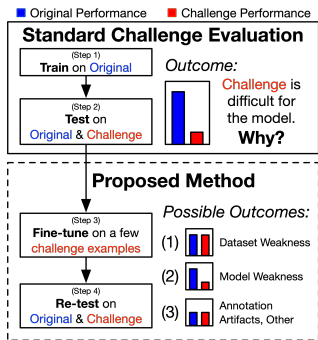 Original Performance
Challenge Performance
Standard Challenge Evaluation
(Step 1)
Train on Original
(Step 2)
Test on
Original & Challenge
Outcome:
Challenge is
difficult for
the model.
Why?
Proposed Method
(Step 3)
Fine-tune on a few
challenge examples
(Step 4)
Re-test on
Original & Challenge
Possible Outcomes:
(1) Dataset Weakness
(2) Model Weakness
(3) Annotation
Artifacts, Other